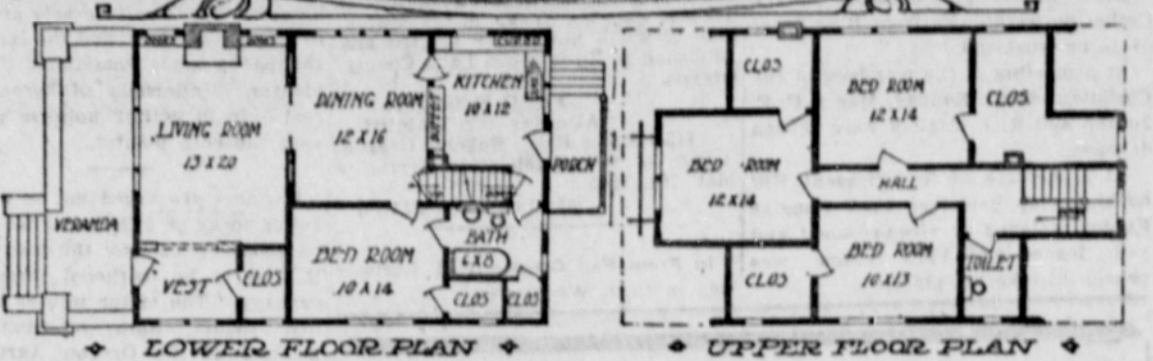 LIVING ROOM
13 X 20
VERANDA
VEST
CLOS
DINING ROOM
12 X 16
BUFFET
KITCHEN
10 X 12
PORCH
BED ROOM
10 X 14
BATH
6 X 8
CLOS
CLOS
LOWER FLOOR PLAN
CLOS
BED ROOM
12 X 14
CLOS
BED ROOM
12 X 14
HALL
CLOS
BED ROOM
10 X 13
TOILET
UPPER FLOOR PLAN